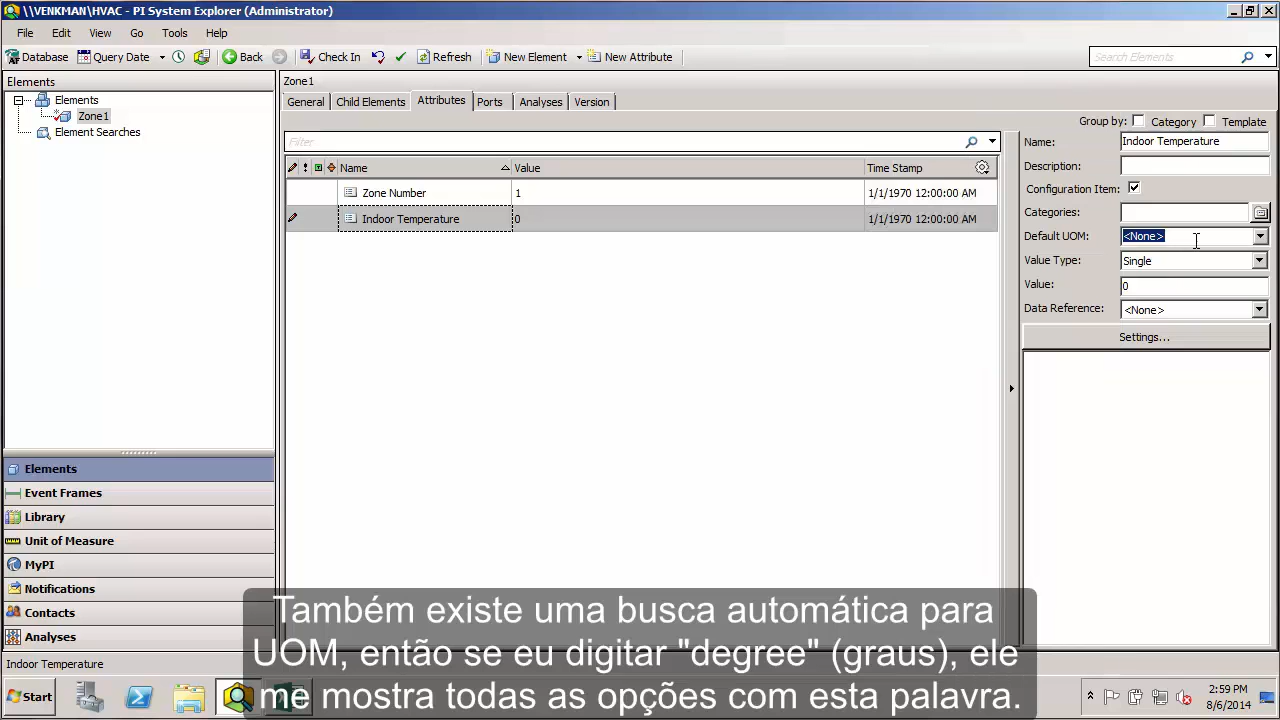 \\VENKMAN\HVAC - PI System Explorer (Administrator)
File Edit View Go Tools Help
Database Query Date Back Check In Refresh New Element New Attribute Search Elements
Elements
Elements
Zone1
Element Searches
Zone1
General Child Elements Attributes Ports Analyses Version
Group by: Category Template
Filter
Name Value Time Stamp
Zone Number 1 1/1/1970 12:00:00 AM
Indoor Temperature 0 1/1/1970 12:00:00 AM
Name: Indoor Temperature
Description:
Configuration Item:
Categories:
Default UOM: <None>
Value Type: Single
Value: 0
Data Reference: <None>
Settings...
Elements
Event Frames
Library
Unit of Measure
MyPI
Notifications
Contacts
Analyses
Indoor Temperature
Também existe uma busca automática para
UOM, então se eu digitar "degree" (graus), ele
me mostra todas as opções com esta palavra.
Start
2:59 PM
8/6/2014